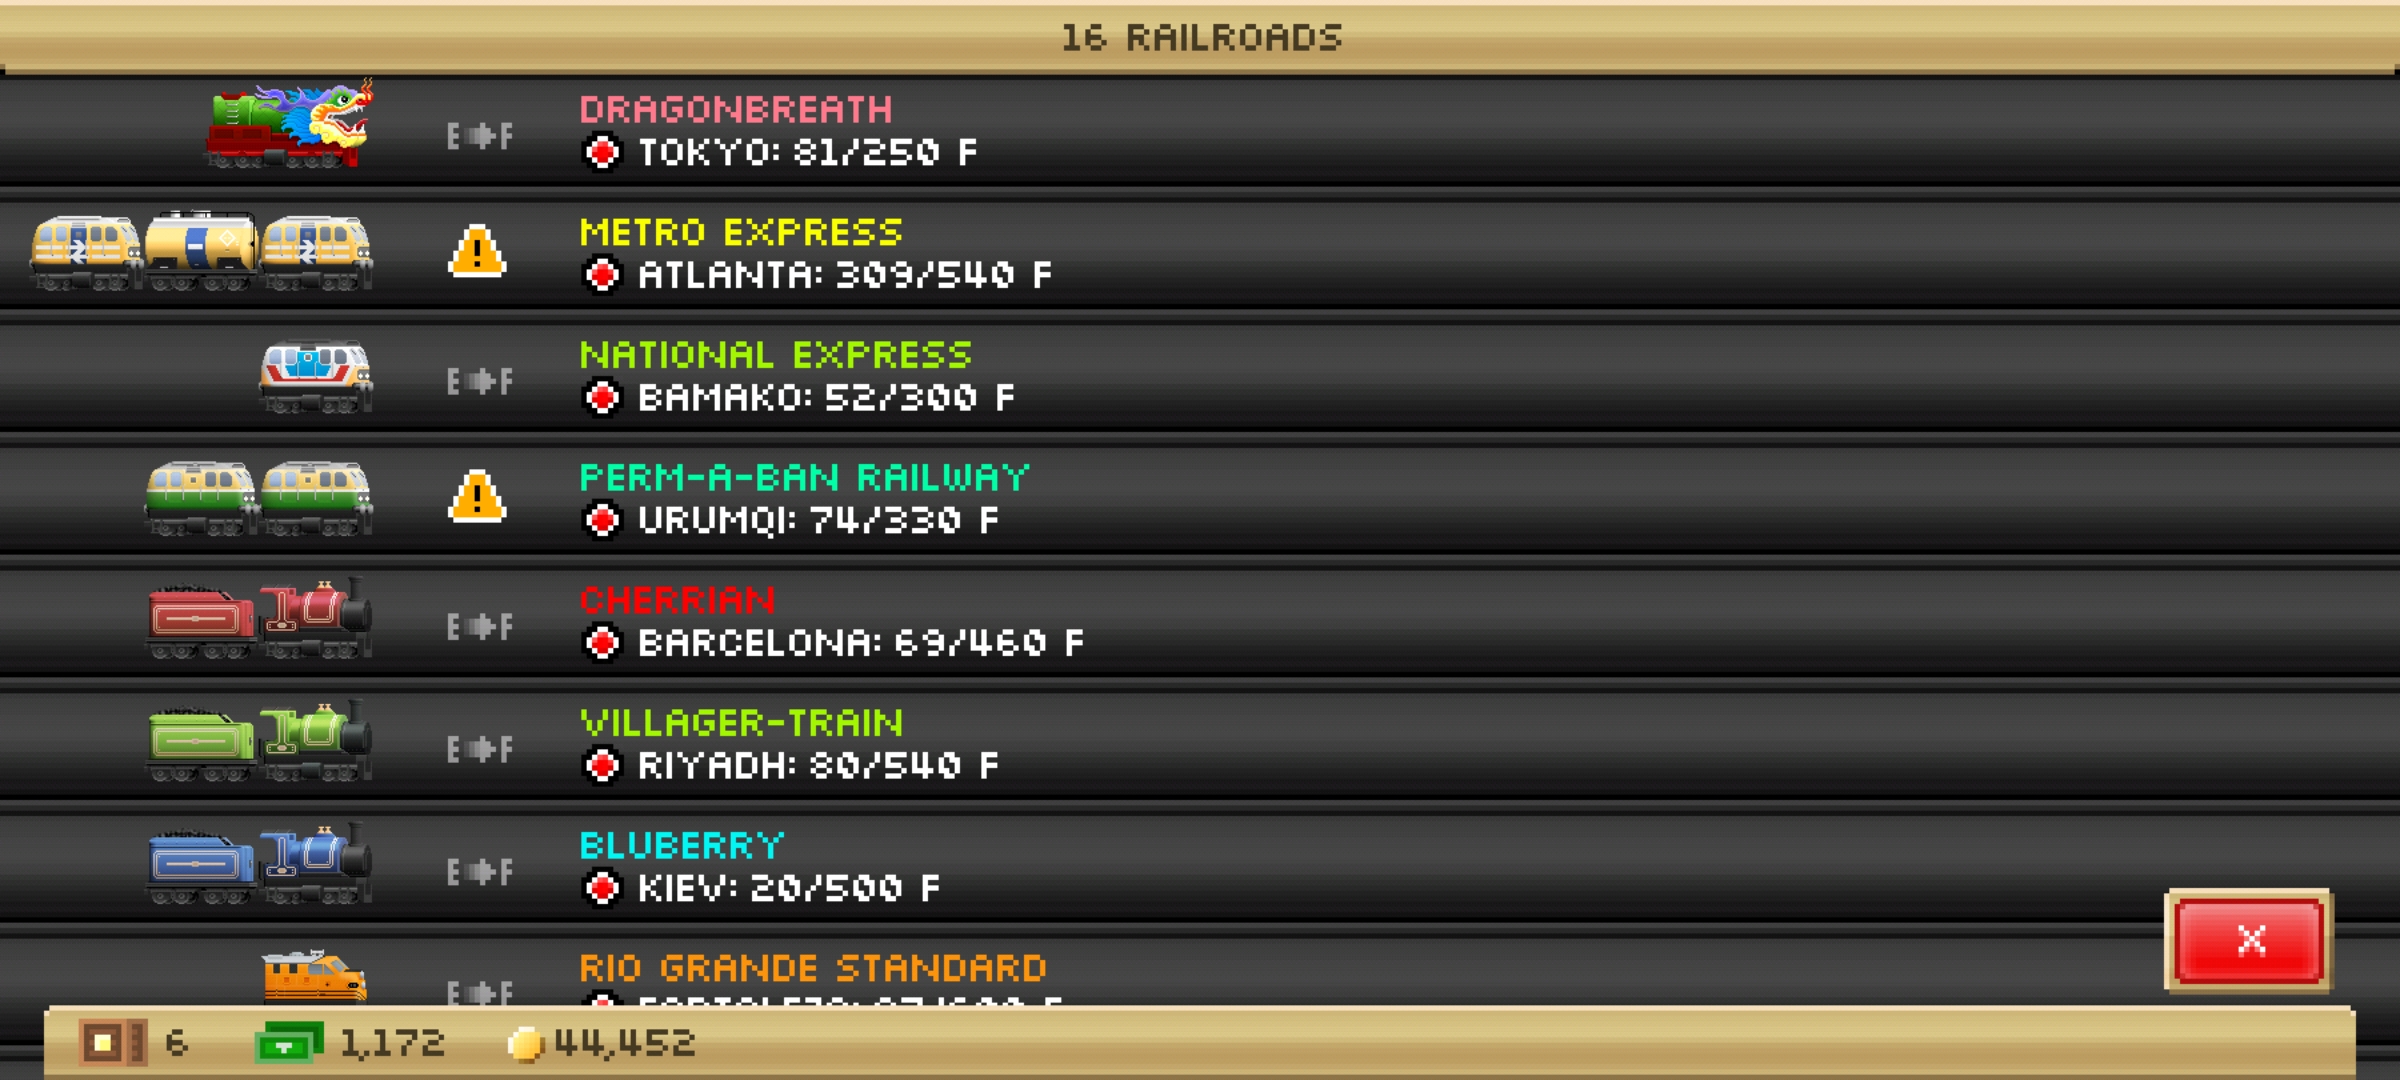 16 RAILROADS
E F
DRAGONBREATH
TOKYO: 81/250 F
METRO EXPRESS
ATLANTA: 309/540 F
E F
NATIONAL EXPRESS
BAMAKO: 52/300 F
PERM-A-BAN RAILWAY
URUMQI: 74/330 F
E F
CHERRIAN
BARCELONA: 69/460 F
E F
VILLAGER-TRAIN
RIYADH: 80/540 F
E F
BLUBERRY
KIEV: 20/500 F
E F
RIO GRANDE STANDARD
6 1,172 44,452